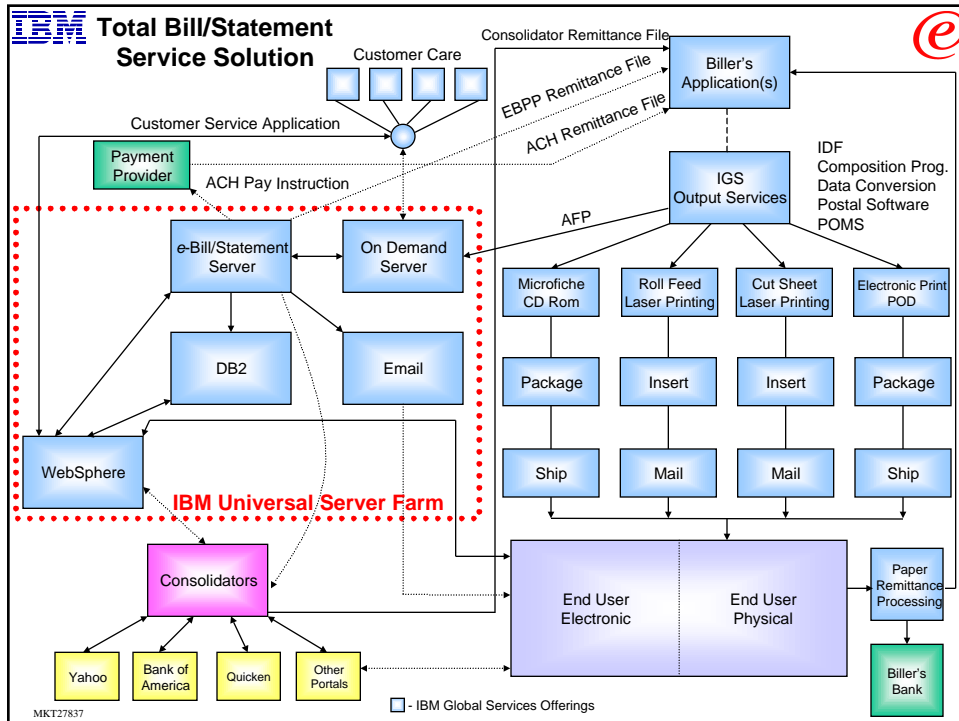 IBM
Total Bill/Statement
Service Solution
e
Consolidator Remittance File
Customer Care
Biller's
Application(s)
EBPP Remittance File
ACH Remittance File
Customer Service Application
Payment
Provider
ACH Pay Instruction
IGS
Output Services
IDF
Composition Prog.
Data Conversion
Postal Software
POMS
AFP
e-Bill/Statement
Server
On Demand
Server
Microfiche
CD Rom
Roll Feed
Laser Printing
Cut Sheet
Laser Printing
Electronic Print
POD
DB2
Email
Package
Insert
Insert
Package
WebSphere
Ship
Mail
Mail
Ship
IBM Universal Server Farm
Consolidators
End User
Electronic
End User
Physical
Paper
Remittance
Processing
Yahoo
Bank of
America
Quicken
Other
Portals
Biller's
Bank
MKT27837
- IBM Global Services Offerings